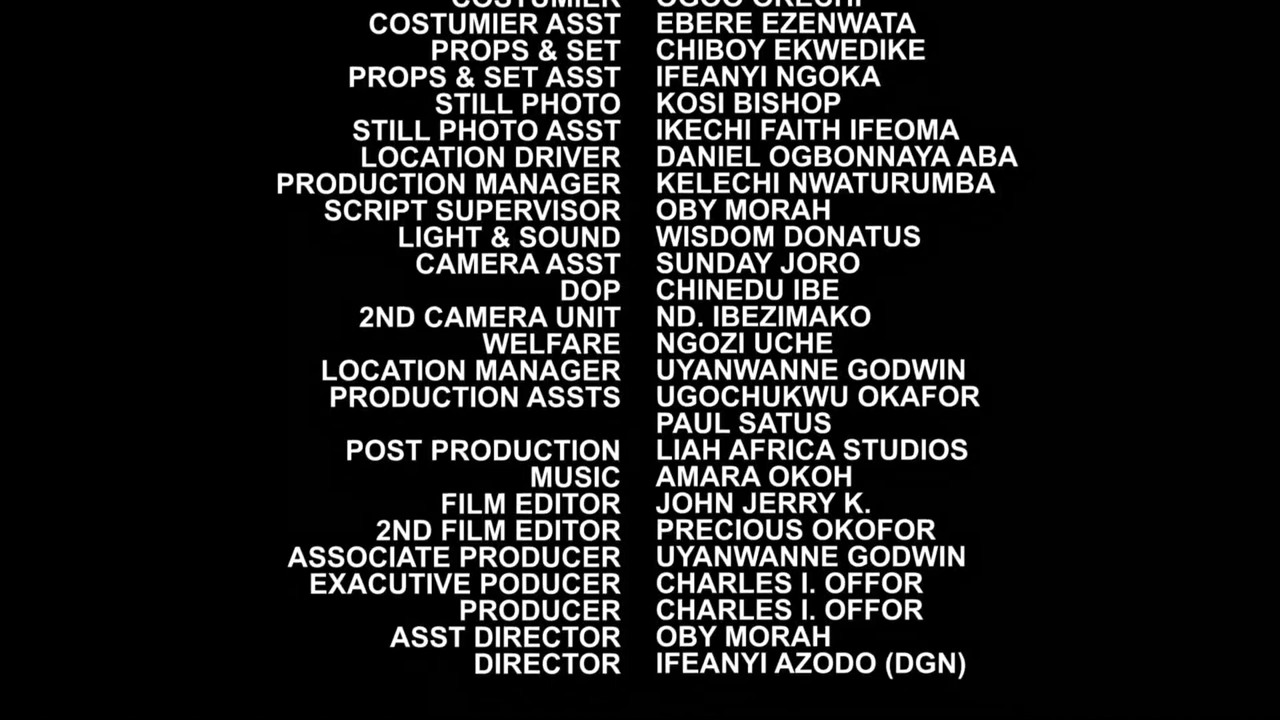 COSTUMIER UGOO OKECHI
COSTUMIER ASST EBERE EZENWATA
PROPS & SET CHIBOY EKWEDIKE
PROPS & SET ASST IFEANYI NGOKA
STILL PHOTO KOSI BISHOP
STILL PHOTO ASST IKECHI FAITH IFEOMA
LOCATION DRIVER DANIEL OGBONNAYA ABA
PRODUCTION MANAGER KELECHI NWATURUMBA
SCRIPT SUPERVISOR OBY MORAH
LIGHT & SOUND WISDOM DONATUS
CAMERA ASST SUNDAY JORO
DOP CHINEDU IBE
2ND CAMERA UNIT ND. IBEZIMAKO
WELFARE NGOZI UCHE
LOCATION MANAGER UYANWANNE GODWIN
PRODUCTION ASSTS UGOCHUKWU OKAFOR
PAUL SATUS
POST PRODUCTION LIAH AFRICA STUDIOS
MUSIC AMARA OKOH
FILM EDITOR JOHN JERRY K.
2ND FILM EDITOR PRECIOUS OKOFOR
ASSOCIATE PRODUCER UYANWANNE GODWIN
EXACUTIVE PODUCER CHARLES I. OFFOR
PRODUCER CHARLES I. OFFOR
ASST DIRECTOR OBY MORAH
DIRECTOR IFEANYI AZODO (DGN)